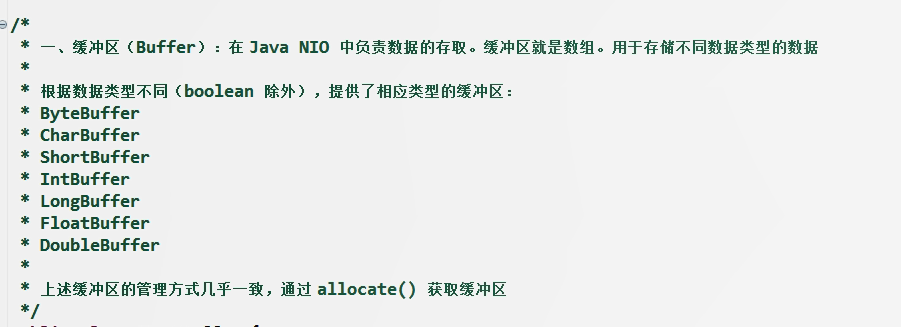 /*
* 一、缓冲区（Buffer）：在 Java NIO 中负责数据的存取。缓冲区就是数组。用于存储不同数据类型的数据
*
* 根据数据类型不同（boolean 除外），提供了相应类型的缓冲区：
* ByteBuffer
* CharBuffer
* ShortBuffer
* IntBuffer
* LongBuffer
* FloatBuffer
* DoubleBuffer
*
* 上述缓冲区的管理方式几乎一致，通过 allocate() 获取缓冲区
*/